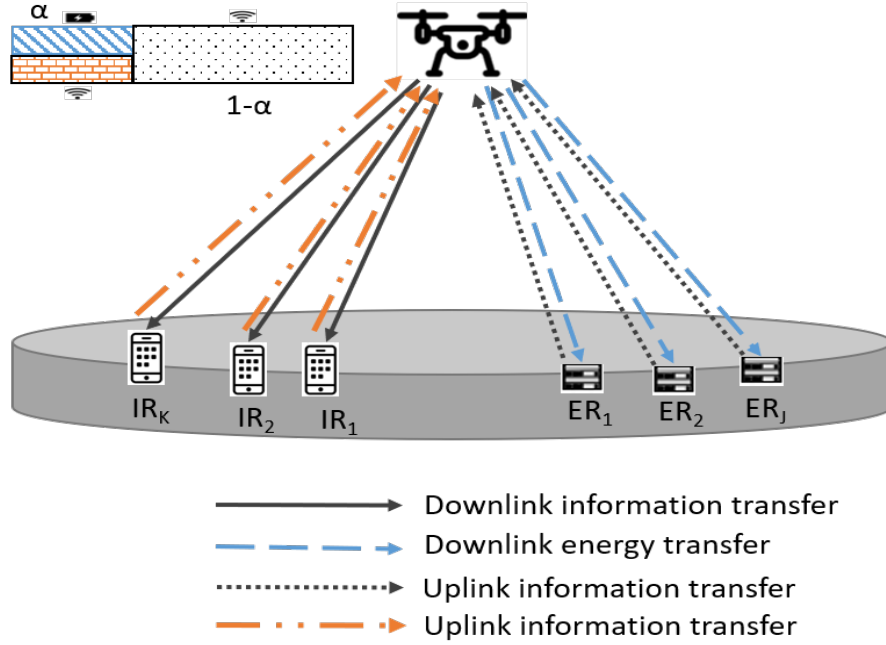 α
1-α
IR_K
IR_2
IR_1
ER_1
ER_2
ER_J
Downlink information transfer
Downlink energy transfer
Uplink information transfer
Uplink information transfer